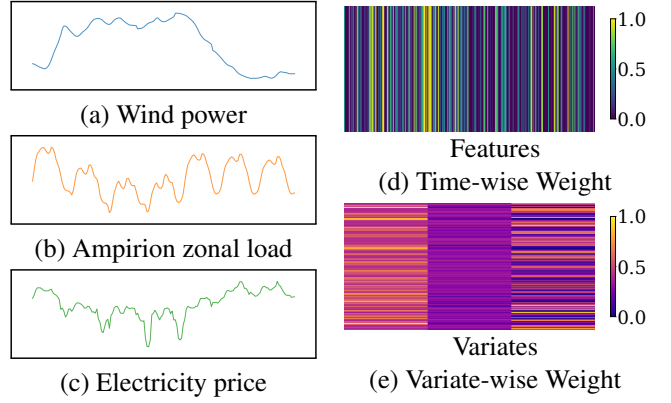 (a) Wind power
(b) Ampirion zonal load
(c) Electricity price
1.0
0.5
0.0
Features
(d) Time-wise Weight
1.0
0.5
0.0
Variates
(e) Variate-wise Weight